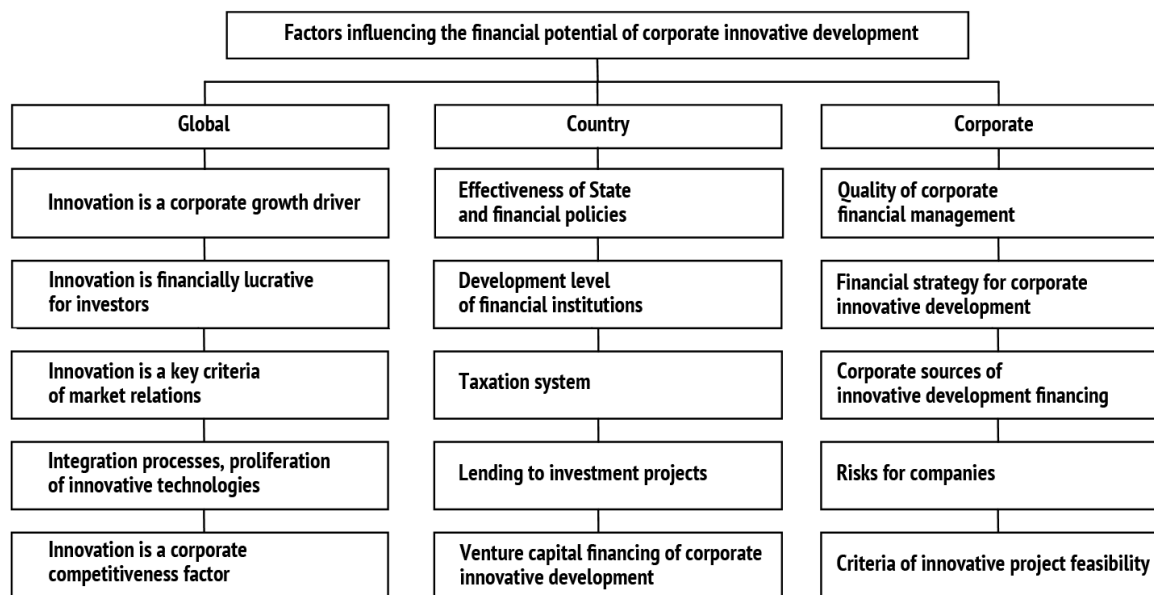 Factors influencing the financial potential of corporate innovative development
Global
Innovation is a corporate growth driver
Innovation is financially lucrative
for investors
Innovation is a key criteria
of market relations
Integration processes, proliferation
of innovative technologies
Innovation is a corporate
competitiveness factor
Country
Effectiveness of State
and financial policies
Development level
of financial institutions
Taxation system
Lending to investment projects
Venture capital financing of corporate
innovative development
Corporate
Quality of corporate
financial management
Financial strategy for corporate
innovative development
Corporate sources of
innovative development financing
Risks for companies
Criteria of innovative project feasibility